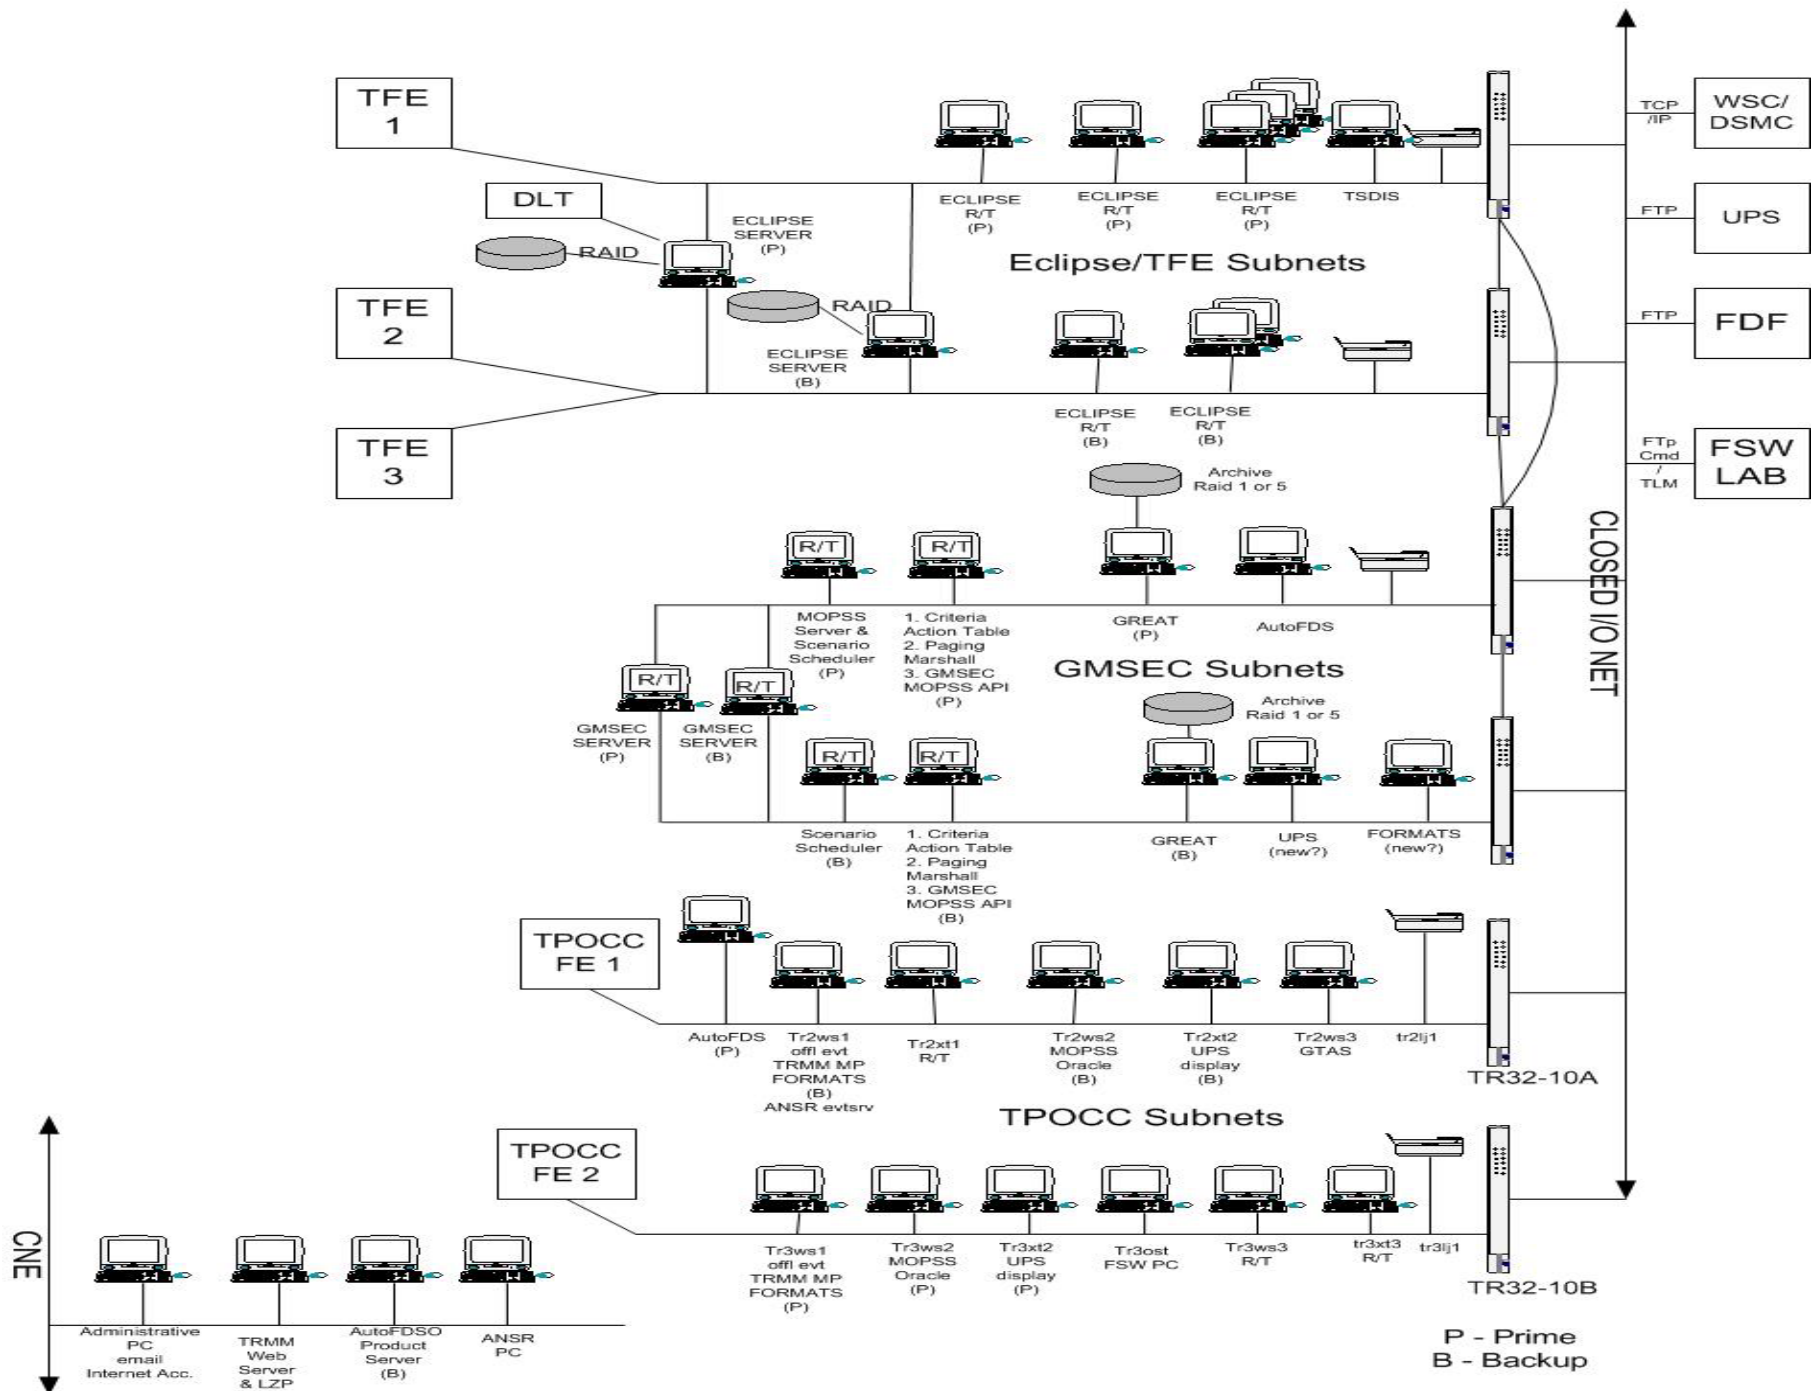 TFE
1
TCP
/IP
WSC/
DSMC
DLT
ECLIPSE
SERVER
(P)
RAID
ECLIPSE
R/T
(P)
ECLIPSE
R/T
(P)
ECLIPSE
R/T
(P)
TSDIS
FTP
UPS
Eclipse/TFE Subnets
TFE
2
RAID
ECLIPSE
SERVER
(B)
FTP
FDF
ECLIPSE
R/T
(B)
ECLIPSE
R/T
(B)
TFE
3
FTp
Cmd
/
TLM
FSW
LAB
Archive
Raid 1 or 5
CLOSED I/O NET
R/T
R/T
MOPSS
Server &
Scenario
Scheduler
(P)
1. Criteria
Action Table
2. Paging
Marshall
3. GMSEC
MOPSS API
(P)
GREAT
(P)
AutoFDS
GMSEC Subnets
R/T
R/T
GMSEC
SERVER
(P)
GMSEC
SERVER
(B)
Archive
Raid 1 or 5
R/T
R/T
Scenario
Scheduler
(B)
1. Criteria
Action Table
2. Paging
Marshall
3. GMSEC
MOPSS API
(B)
GREAT
(B)
UPS
(new?)
FORMATS
(new?)
TPOCC
FE 1
AutoFDS
(P)
Tr2ws1
offl evt
TRMM MP
FORMATS
(B)
ANSR evtsrv
Tr2xt1
R/T
Tr2ws2
MOPSS
Oracle
(B)
Tr2xt2
UPS
display
(B)
Tr2ws3
GTAS
tr2lj1
TR32-10A
TPOCC Subnets
TPOCC
FE 2
Tr3ws1
offl evt
TRMM MP
FORMATS
(P)
Tr3ws2
MOPSS
Oracle
(P)
Tr3xt2
UPS
display
(P)
Tr3ost
FSW PC
Tr3ws3
R/T
tr3xt3
R/T
tr3lj1
TR32-10B
CNE
Administrative
PC
email
Internet Acc.
TRMM
Web
Server
& LZP
AutoFDSO
Product
Server
(B)
ANSR
PC
P - Prime
B - Backup